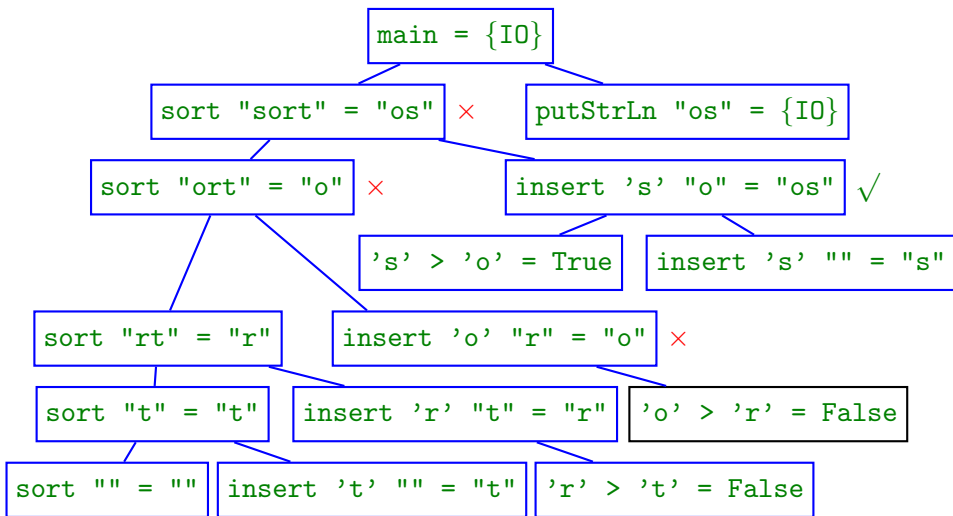 main = {IO}
sort "sort" = "os" ×
putStrLn "os" = {IO}
sort "ort" = "o" ×
insert 's' "o" = "os" √
's' > 'o' = True
insert 's' "" = "s"
sort "rt" = "r"
insert 'o' "r" = "o" ×
sort "t" = "t"
insert 'r' "t" = "r"
'o' > 'r' = False
sort "" = ""
insert 't' "" = "t"
'r' > 't' = False